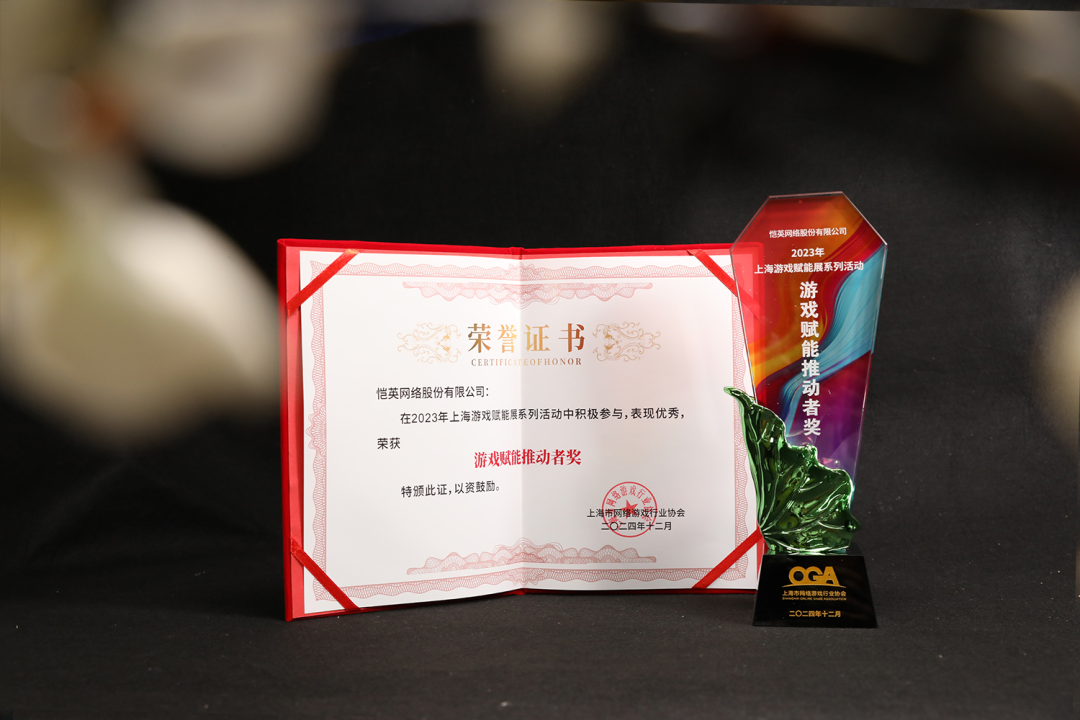 荣誉证书
CERTIFICATE OF HONOR
恺英网络股份有限公司：
在2023年上海游戏赋能展系列活动中积极参与，表现优秀，
荣获
游戏赋能推动者奖
特颁此证，以资鼓励。
上海市网络游戏行业协会
二〇二四年十二月
恺英网络股份有限公司
2023年
上海游戏赋能展系列活动
游戏赋能推动者奖
OGA
上海市网络游戏行业协会
SHANGHAI ONLINE GAME ASSOCIATION
二〇二四年十二月